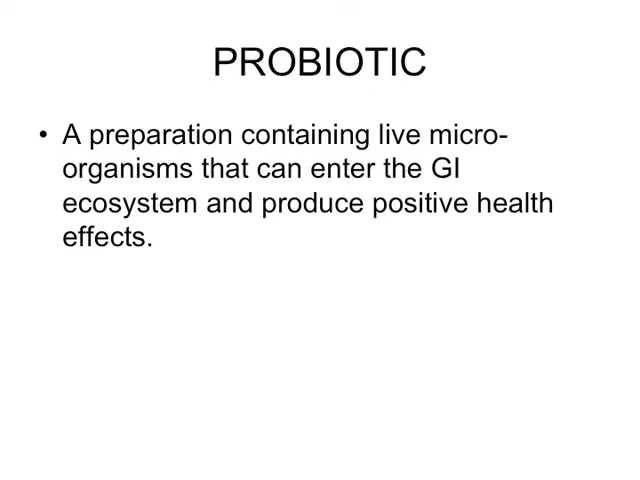 PROBIOTIC
• A preparation containing live micro-
organisms that can enter the GI
ecosystem and produce positive health
effects.